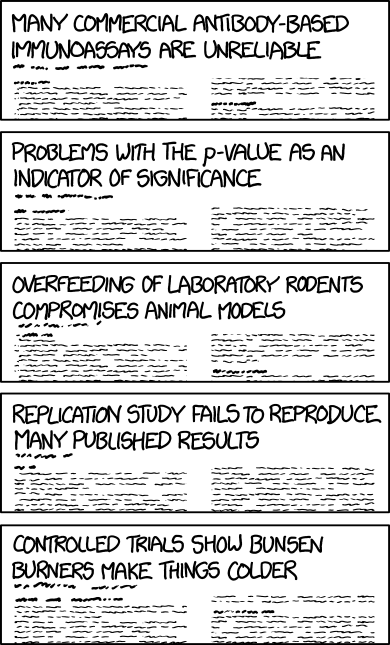 MANY COMMERCIAL ANTIBODY-BASED
IMMUNOASSAYS ARE UNRELIABLE
PROBLEMS WITH THE p-VALUE AS AN
INDICATOR OF SIGNIFICANCE
OVERFEEDING OF LABORATORY RODENTS
COMPROMISES ANIMAL MODELS
REPLICATION STUDY FAILS TO REPRODUCE
MANY PUBLISHED RESULTS
CONTROLLED TRIALS SHOW BUNSEN
BURNERS MAKE THINGS COLDER